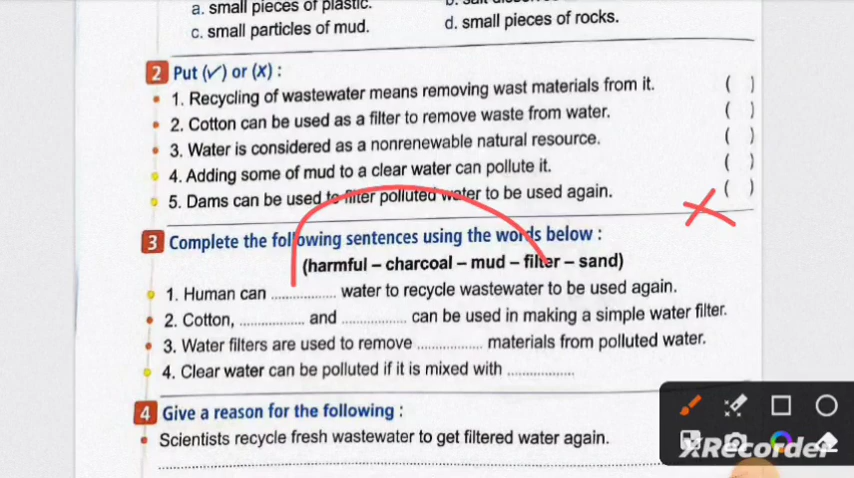 a. small pieces of plastic.
c. small particles of mud.
d. small pieces of rocks.
2 Put (✓) or (x) :
1. Recycling of wastewater means removing wast materials from it. ( )
2. Cotton can be used as a filter to remove waste from water. ( )
3. Water is considered as a nonrenewable natural resource. ( )
4. Adding some of mud to a clear water can pollute it. ( )
5. Dams can be used to filter polluted water to be used again. ( )
3 Complete the following sentences using the words below :
(harmful – charcoal – mud – filter – sand)
1. Human can ............... water to recycle wastewater to be used again.
2. Cotton, ............... and ............... can be used in making a simple water filter.
3. Water filters are used to remove ............... materials from polluted water.
4. Clear water can be polluted if it is mixed with ...............
4 Give a reason for the following :
Scientists recycle fresh wastewater to get filtered water again.
XRecorder